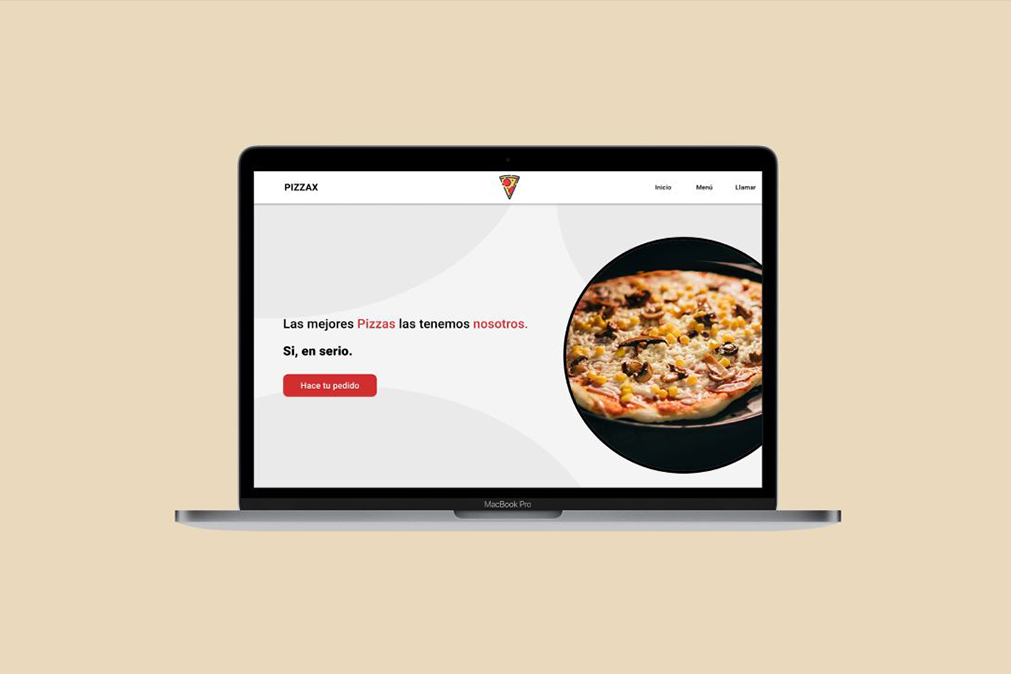 PIZZAX
Inicio Menú Llamar
Las mejores Pizzas las tenemos nosotros.
Si, en serio.
Hace tu pedido
MacBook Pro